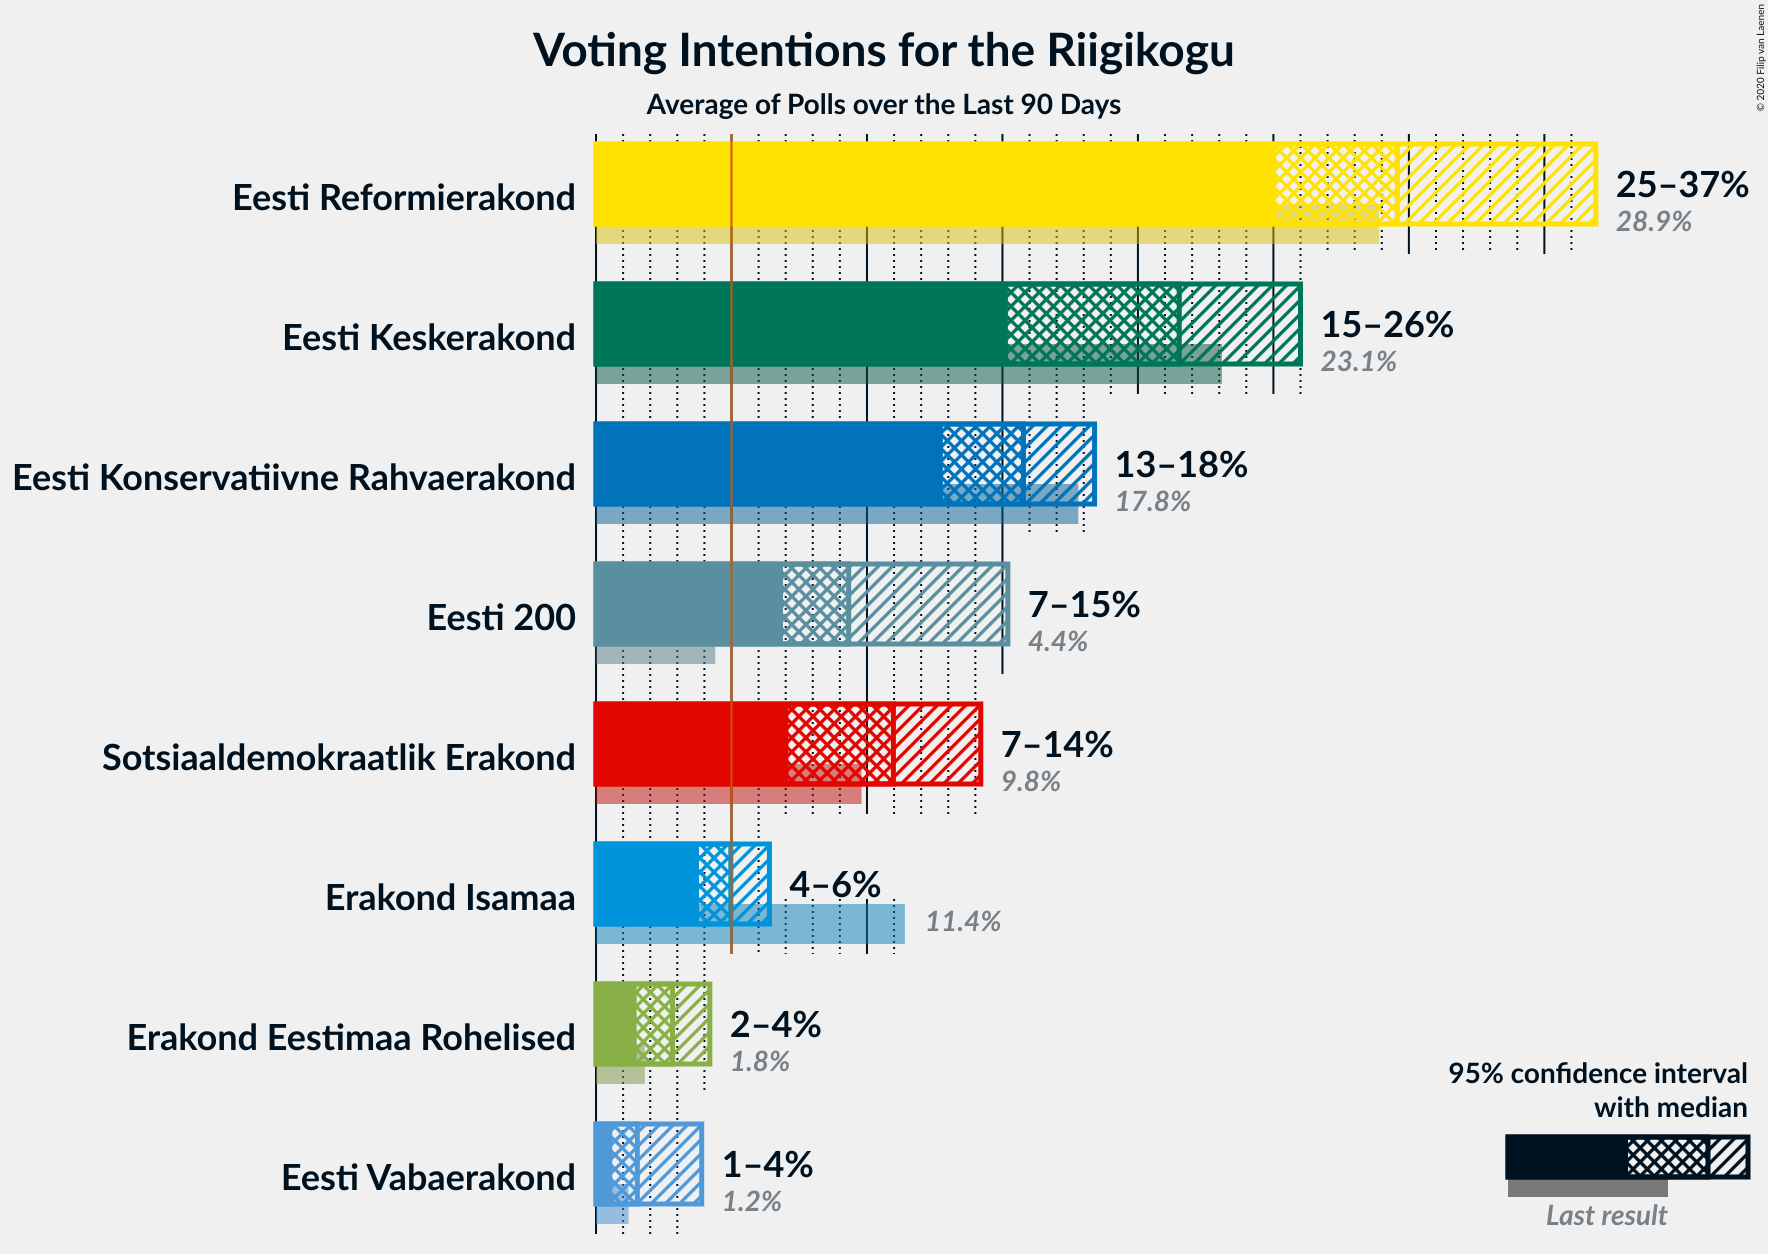 Voting Intentions for the Riigikogu
Average of Polls over the Last 90 Days
© 2020 Filip van Laenen
Eesti Reformierakond
25–37%
28.9%
Eesti Keskerakond
15–26%
23.1%
Eesti Konservatiivne Rahvaerakond
13–18%
17.8%
Eesti 200
7–15%
4.4%
Sotsiaaldemokraatlik Erakond
7–14%
9.8%
Erakond Isamaa
4–6%
11.4%
Erakond Eestimaa Rohelised
2–4%
1.8%
Eesti Vabaerakond
1–4%
1.2%
95% confidence interval
with median
Last result